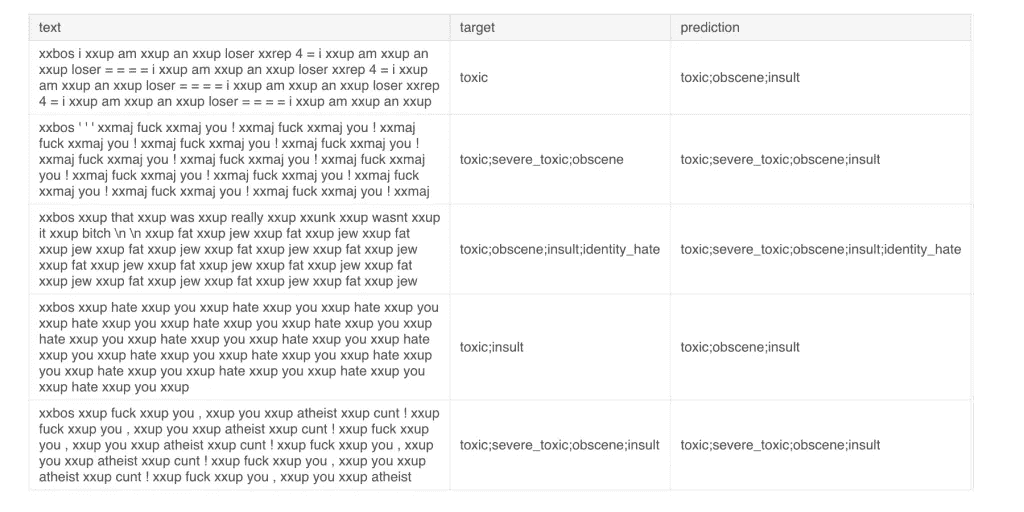 text target prediction
xxbos i xxup am xxup an xxup loser xxrep 4 = i xxup am xxup an
xxup loser = = = = i xxup am xxup an xxup loser xxrep 4 = i xxup
am xxup an xxup loser = = = = i xxup am xxup an xxup loser xxrep
4 = i xxup am xxup an xxup loser = = = = i xxup am xxup an xxup
toxic
toxic;obscene;insult
xxbos ' ' ' xxmaj fuck xxmaj you ! xxmaj fuck xxmaj you ! xxmaj
fuck xxmaj you ! xxmaj fuck xxmaj you ! xxmaj fuck xxmaj you !
xxmaj fuck xxmaj you ! xxmaj fuck xxmaj you ! xxmaj fuck xxmaj
you ! xxmaj fuck xxmaj you ! xxmaj fuck xxmaj you ! xxmaj fuck
xxmaj you ! xxmaj fuck xxmaj you ! xxmaj fuck xxmaj you ! xxmaj
toxic;severe_toxic;obscene
toxic;severe_toxic;obscene;insult
xxbos xxup that xxup was xxup really xxup xxunk xxup wasnt xxup
it xxup bitch \n \n xxup fat xxup jew xxup fat xxup jew xxup fat
xxup jew xxup fat xxup jew xxup fat xxup jew xxup fat xxup jew
xxup fat xxup jew xxup fat xxup jew xxup fat xxup jew xxup fat
xxup jew xxup fat xxup jew xxup fat xxup jew xxup fat xxup jew
toxic;obscene;insult;identity_hate
toxic;severe_toxic;obscene;insult;identity_hate
xxbos xxup hate xxup you xxup hate xxup you xxup hate xxup you
xxup hate xxup you xxup hate xxup you xxup hate xxup you xxup
hate xxup you xxup hate xxup you xxup hate xxup you xxup hate
xxup you xxup hate xxup you xxup hate xxup you xxup hate xxup
you xxup hate xxup you xxup hate xxup you xxup hate xxup you
xxup hate xxup you xxup
toxic;insult
toxic;obscene;insult
xxbos xxup fuck xxup you , xxup you xxup atheist xxup cunt ! xxup
fuck xxup you , xxup you xxup atheist xxup cunt ! xxup fuck xxup
you , xxup you xxup atheist xxup cunt ! xxup fuck xxup you , xxup
you xxup atheist xxup cunt ! xxup fuck xxup you , xxup you xxup
atheist xxup cunt ! xxup fuck xxup you , xxup you xxup atheist
toxic;severe_toxic;obscene;insult
toxic;severe_toxic;obscene;insult